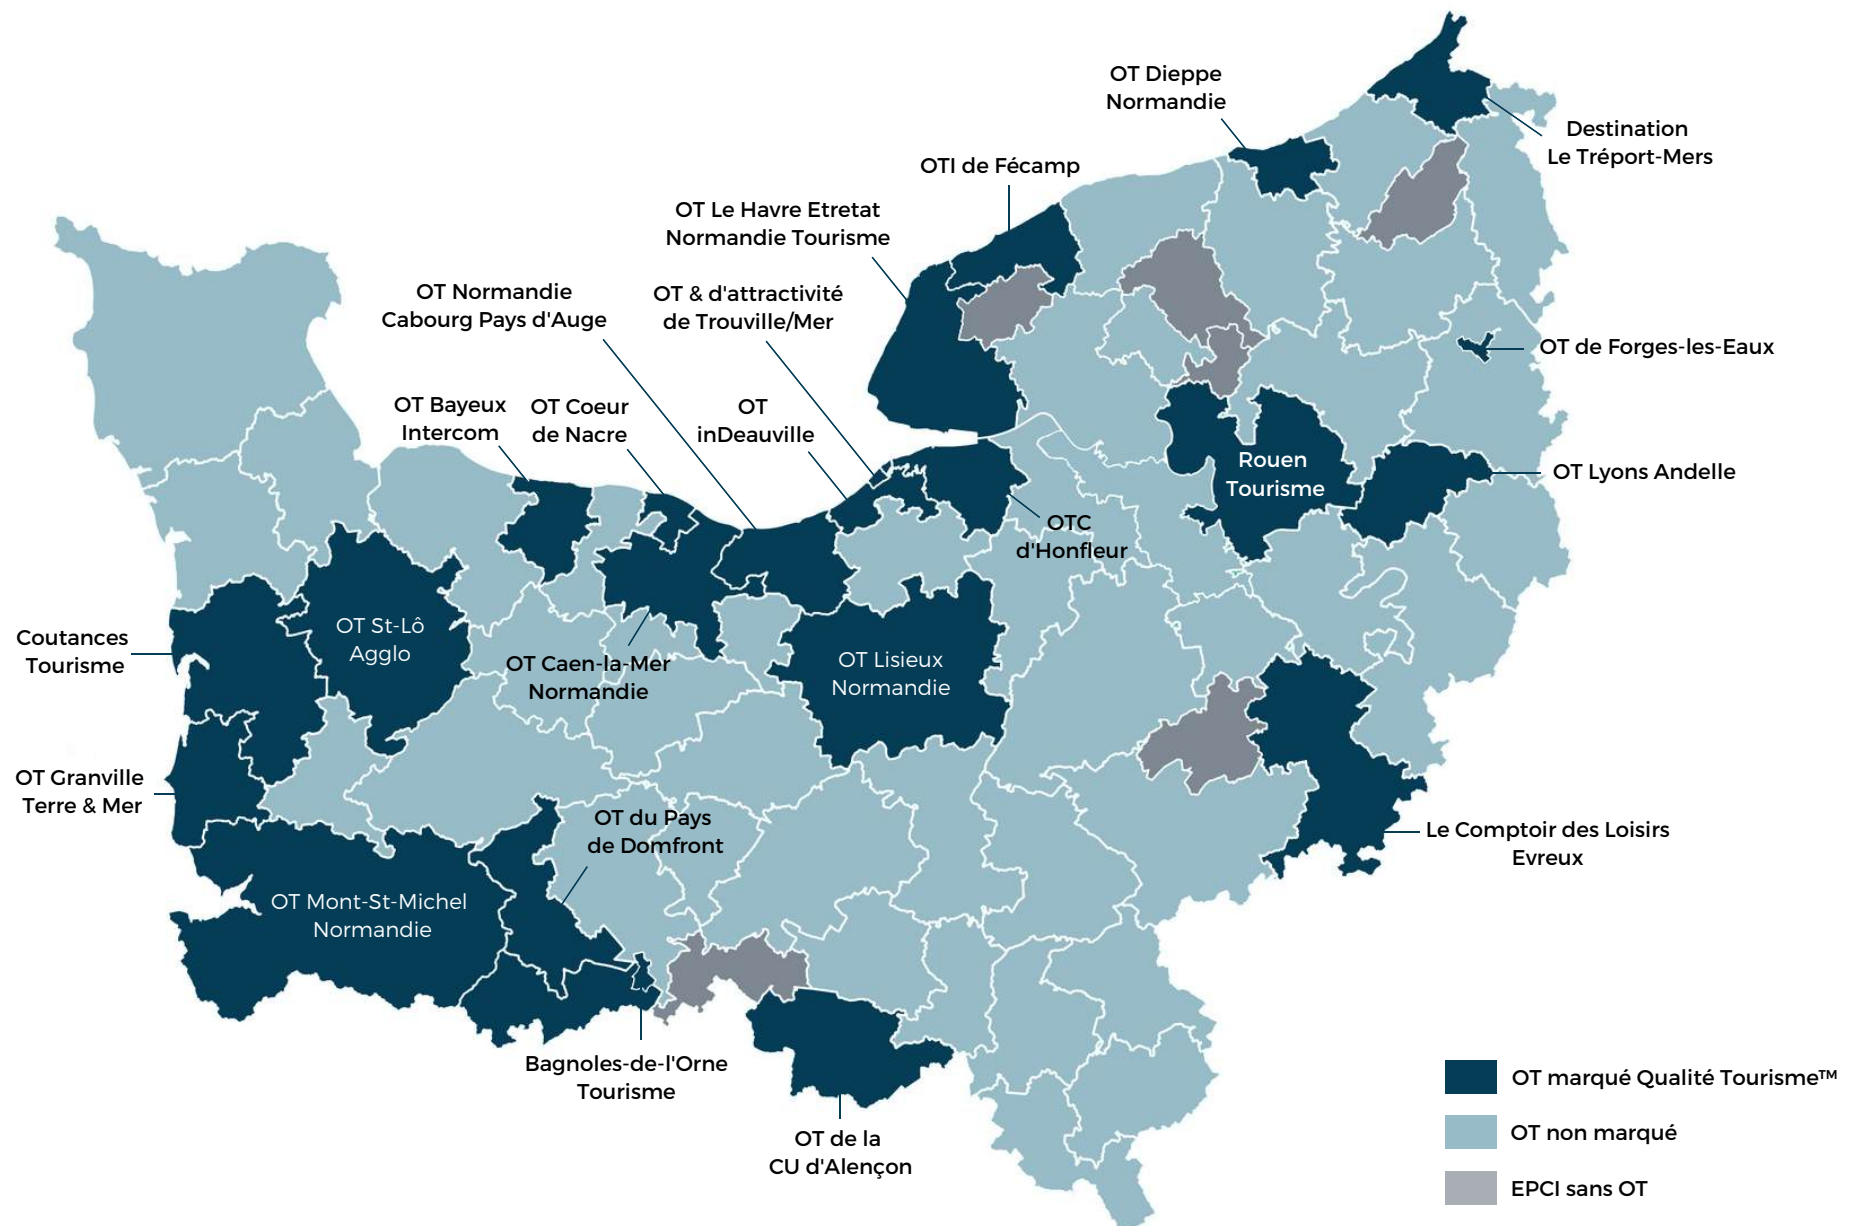 OT Dieppe
Normandie
Destination
Le Tréport-Mers
OTI de Fécamp
OT Le Havre Etretat
Normandie Tourisme
OT Normandie
Cabourg Pays d'Auge
OT & d'attractivité
de Trouville/Mer
OT de Forges-les-Eaux
OT Bayeux
Intercom
OT Coeur
de Nacre
OT
inDeauville
Rouen
Tourisme
OT Lyons Andelle
OTC
d'Honfleur
Coutances
Tourisme
OT St-Lô
Agglo
OT Caen-la-Mer
Normandie
OT Lisieux
Normandie
OT Granville
Terre & Mer
OT du Pays
de Domfront
Le Comptoir des Loisirs
Evreux
OT Mont-St-Michel
Normandie
Bagnoles-de-l'Orne
Tourisme
OT de la
CU d'Alençon
OT marqué Qualité Tourisme™
OT non marqué
EPCI sans OT